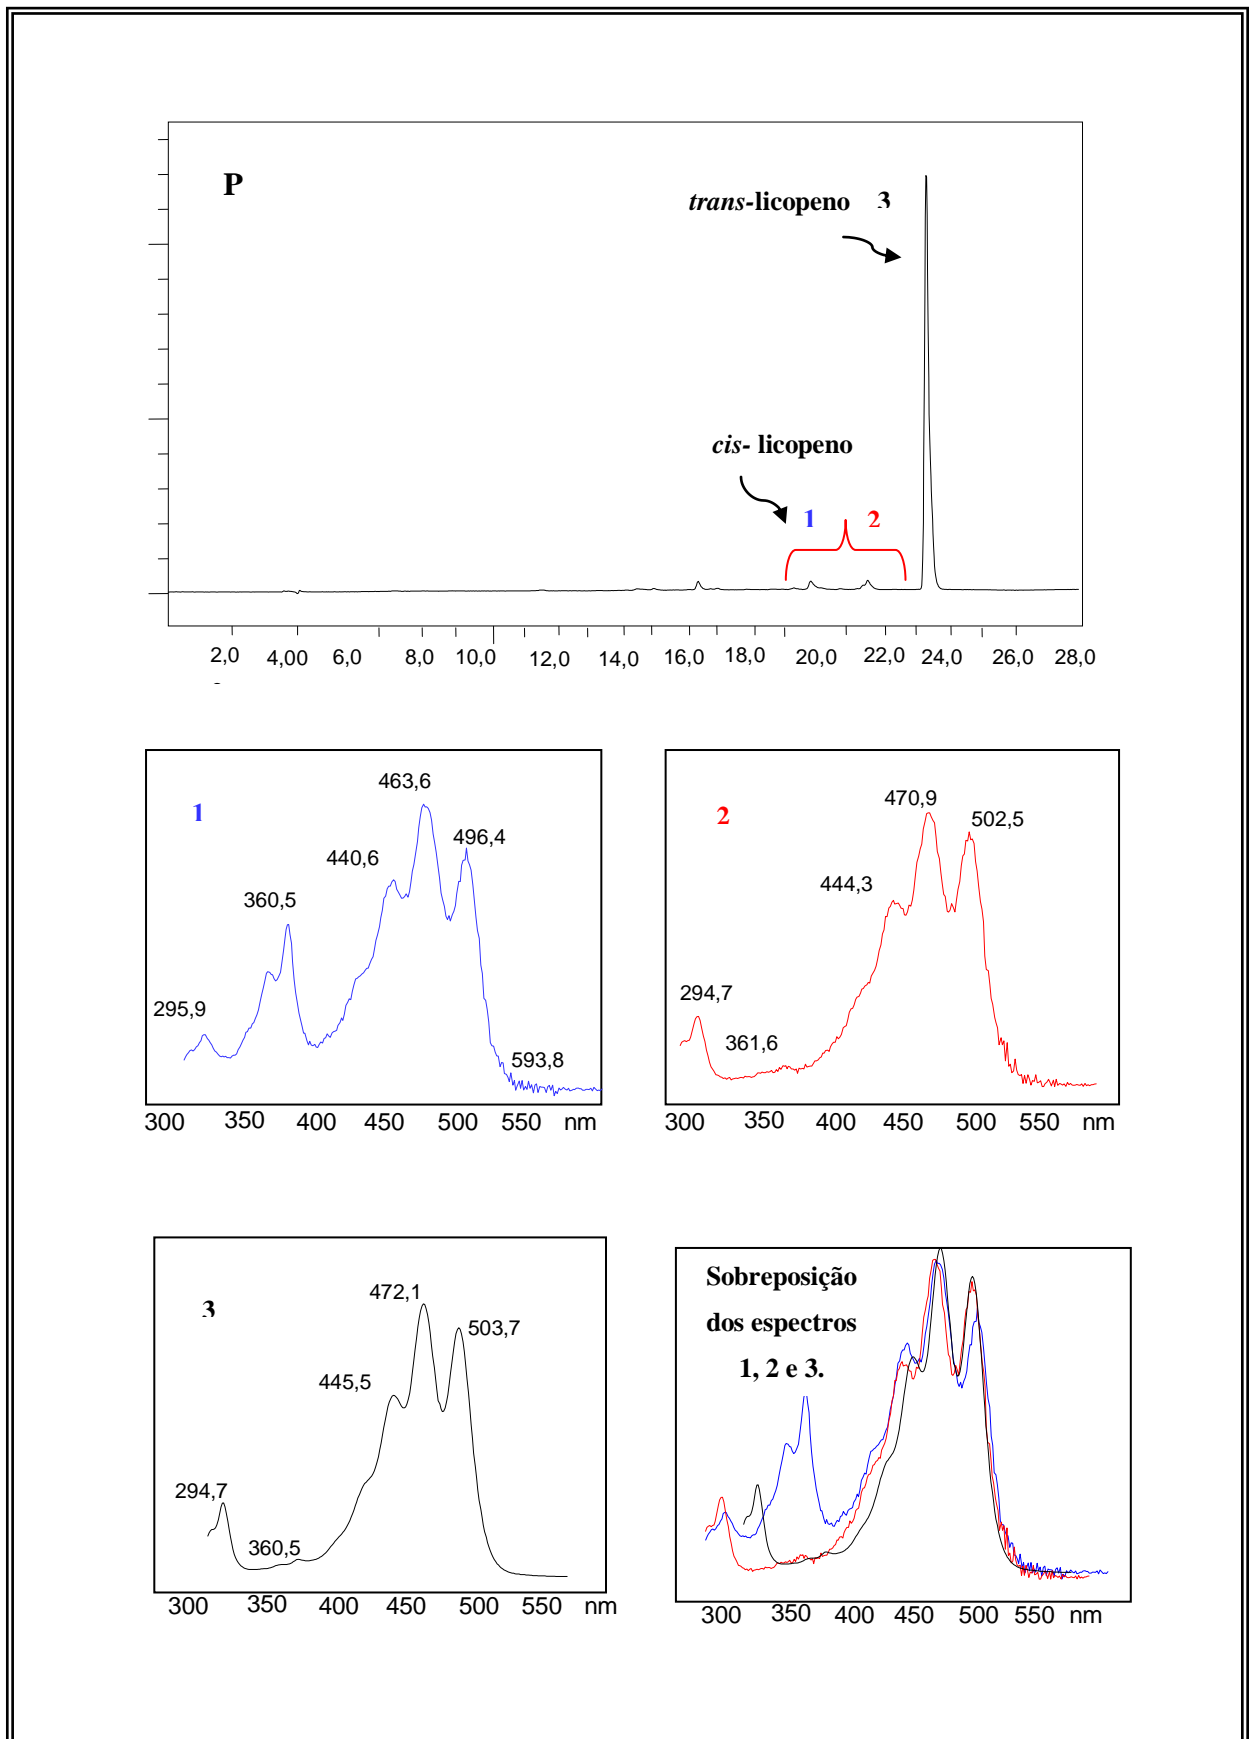 P
trans-licopeno 3
cis- licopeno
1 2
2,0 4,00 6,0 8,0 10,0 12,0 14,0 16,0 18,0 20,0 22,0 24,0 26,0 28,0
1
463,6
496,4
440,6
360,5
295,9
593,8
300 350 400 450 500 550 nm
2
470,9
502,5
444,3
294,7
361,6
300 350 400 450 500 550 nm
3
472,1
503,7
445,5
294,7
360,5
300 350 400 450 500 550 nm
Sobreposição
dos espectros
1, 2 e 3.
300 350 400 450 500 550 nm